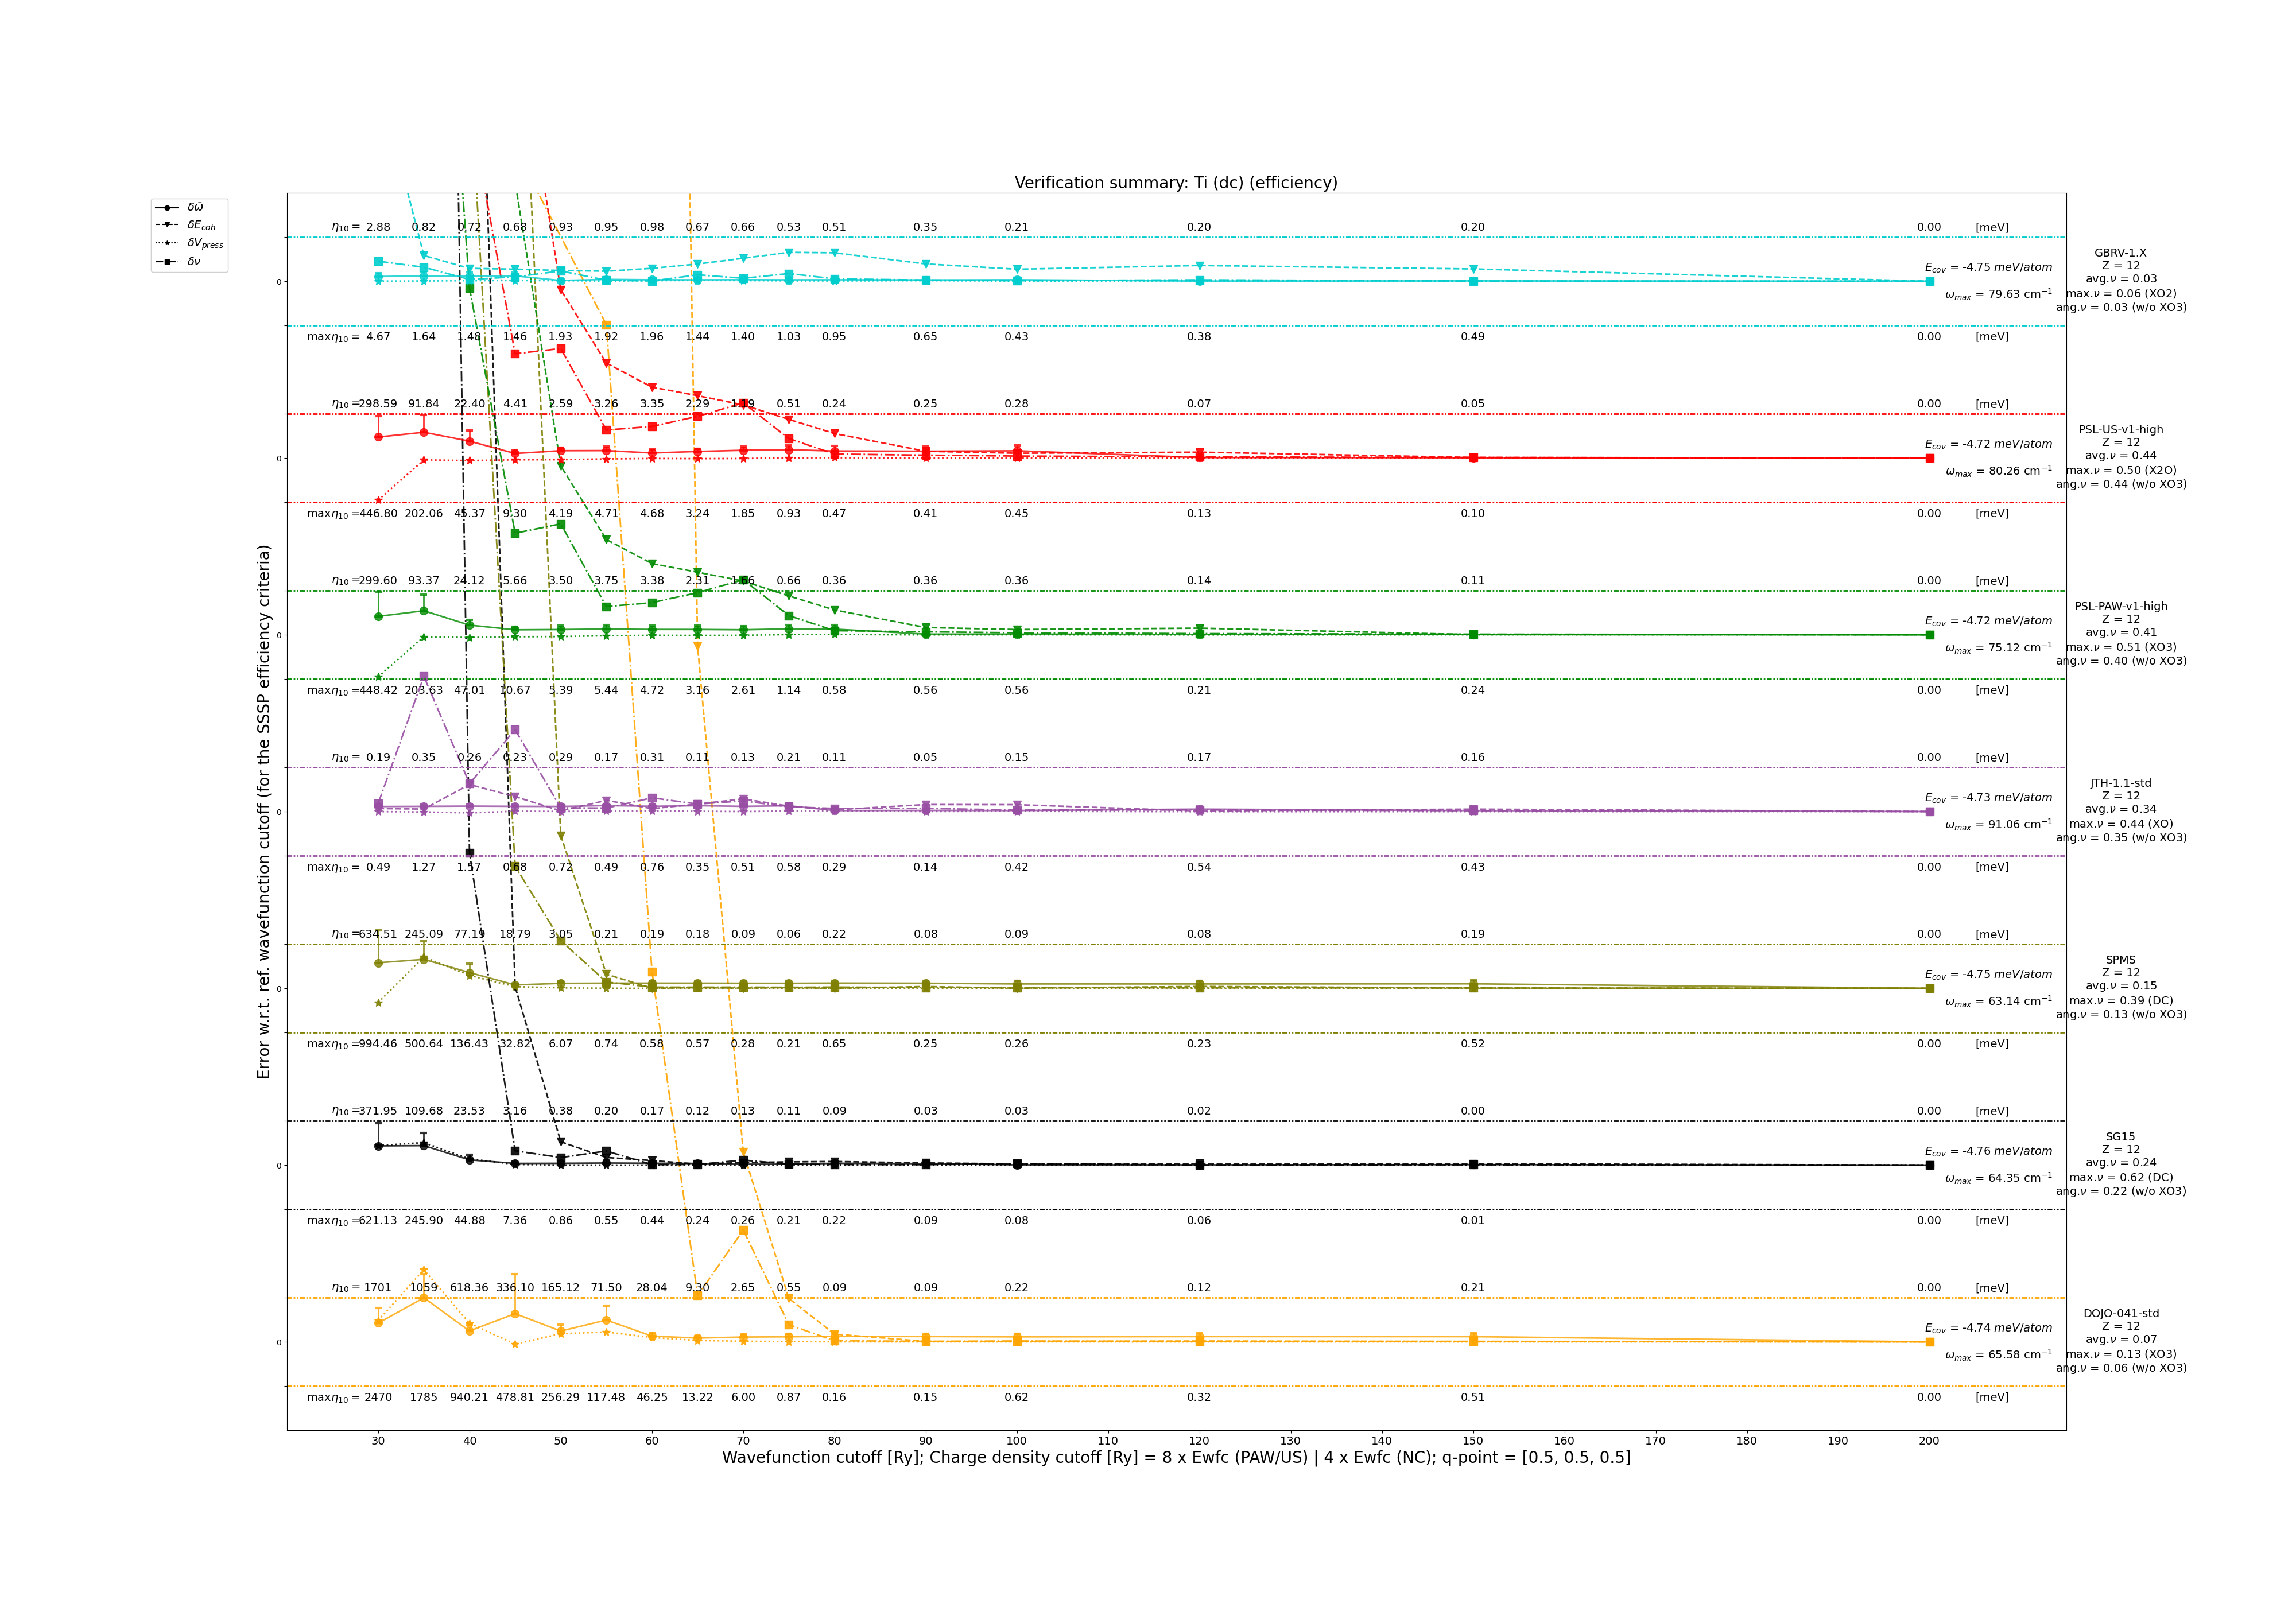 Verification summary: Ti (dc) (efficiency)
δω̄
δE_coh
δV_press
δν
Error w.r.t. ref. wavefunction cutoff (for the SSSP efficiency criteria)
η₁₀ = 2.88 0.82 0.72 0.68 0.93 0.95 0.98 0.67 0.66 0.53 0.51 0.35 0.21 0.20 0.20 0.00 [meV]
0
E_cov = -4.75 meV/atom
ω_max = 79.63 cm⁻¹
GBRV-1.X
Z = 12
avg.ν = 0.03
max.ν = 0.06 (XO2)
ang.ν = 0.03 (w/o XO3)
maxη₁₀ = 4.67 1.64 1.48 1.46 1.93 1.92 1.96 1.44 1.40 1.03 0.95 0.65 0.43 0.38 0.49 0.00 [meV]
η₁₀ = 298.59 91.84 22.40 4.41 2.59 3.26 3.35 2.29 1.19 0.51 0.24 0.25 0.28 0.07 0.05 0.00 [meV]
0
E_cov = -4.72 meV/atom
ω_max = 80.26 cm⁻¹
PSL-US-v1-high
Z = 12
avg.ν = 0.44
max.ν = 0.50 (X2O)
ang.ν = 0.44 (w/o XO3)
maxη₁₀ = 446.80 202.06 45.37 9.30 4.19 4.71 4.68 3.24 1.85 0.93 0.47 0.41 0.45 0.13 0.10 0.00 [meV]
η₁₀ = 299.60 93.37 24.12 5.66 3.50 3.75 3.38 2.31 1.66 0.66 0.36 0.36 0.36 0.14 0.11 0.00 [meV]
0
E_cov = -4.72 meV/atom
ω_max = 75.12 cm⁻¹
PSL-PAW-v1-high
Z = 12
avg.ν = 0.41
max.ν = 0.51 (XO3)
ang.ν = 0.40 (w/o XO3)
maxη₁₀ = 448.42 203.63 47.01 10.67 5.39 5.44 4.72 3.16 2.61 1.14 0.58 0.56 0.56 0.21 0.24 0.00 [meV]
η₁₀ = 0.19 0.35 0.26 0.23 0.29 0.17 0.31 0.11 0.13 0.21 0.11 0.05 0.15 0.17 0.16 0.00 [meV]
0
E_cov = -4.73 meV/atom
ω_max = 91.06 cm⁻¹
JTH-1.1-std
Z = 12
avg.ν = 0.34
max.ν = 0.44 (XO)
ang.ν = 0.35 (w/o XO3)
maxη₁₀ = 0.49 1.27 1.57 0.68 0.72 0.49 0.76 0.35 0.51 0.58 0.29 0.14 0.42 0.54 0.43 0.00 [meV]
η₁₀ = 634.51 245.09 77.19 18.79 3.05 0.21 0.19 0.18 0.09 0.06 0.22 0.08 0.09 0.08 0.19 0.00 [meV]
0
E_cov = -4.75 meV/atom
ω_max = 63.14 cm⁻¹
SPMS
Z = 12
avg.ν = 0.15
max.ν = 0.39 (DC)
ang.ν = 0.13 (w/o XO3)
maxη₁₀ = 994.46 500.64 136.43 32.82 6.07 0.74 0.58 0.57 0.28 0.21 0.65 0.25 0.26 0.23 0.52 0.00 [meV]
η₁₀ = 371.95 109.68 23.53 3.16 0.38 0.20 0.17 0.12 0.13 0.11 0.09 0.03 0.03 0.02 0.00 0.00 [meV]
0
E_cov = -4.76 meV/atom
ω_max = 64.35 cm⁻¹
SG15
Z = 12
avg.ν = 0.24
max.ν = 0.62 (DC)
ang.ν = 0.22 (w/o XO3)
maxη₁₀ = 621.13 245.90 44.88 7.36 0.86 0.55 0.44 0.24 0.26 0.21 0.22 0.09 0.08 0.06 0.01 0.00 [meV]
η₁₀ = 1701 1059 618.36 336.10 165.12 71.50 28.04 9.30 2.65 0.55 0.09 0.09 0.22 0.12 0.21 0.00 [meV]
0
E_cov = -4.74 meV/atom
ω_max = 65.58 cm⁻¹
DOJO-041-std
Z = 12
avg.ν = 0.07
max.ν = 0.13 (XO3)
ang.ν = 0.06 (w/o XO3)
maxη₁₀ = 2470 1785 940.21 478.81 256.29 117.48 46.25 13.22 6.00 0.87 0.16 0.15 0.62 0.32 0.51 0.00 [meV]
30 40 50 60 70 80 90 100 110 120 130 140 150 160 170 180 190 200
Wavefunction cutoff [Ry]; Charge density cutoff [Ry] = 8 x Ewfc (PAW/US) | 4 x Ewfc (NC); q-point = [0.5, 0.5, 0.5]